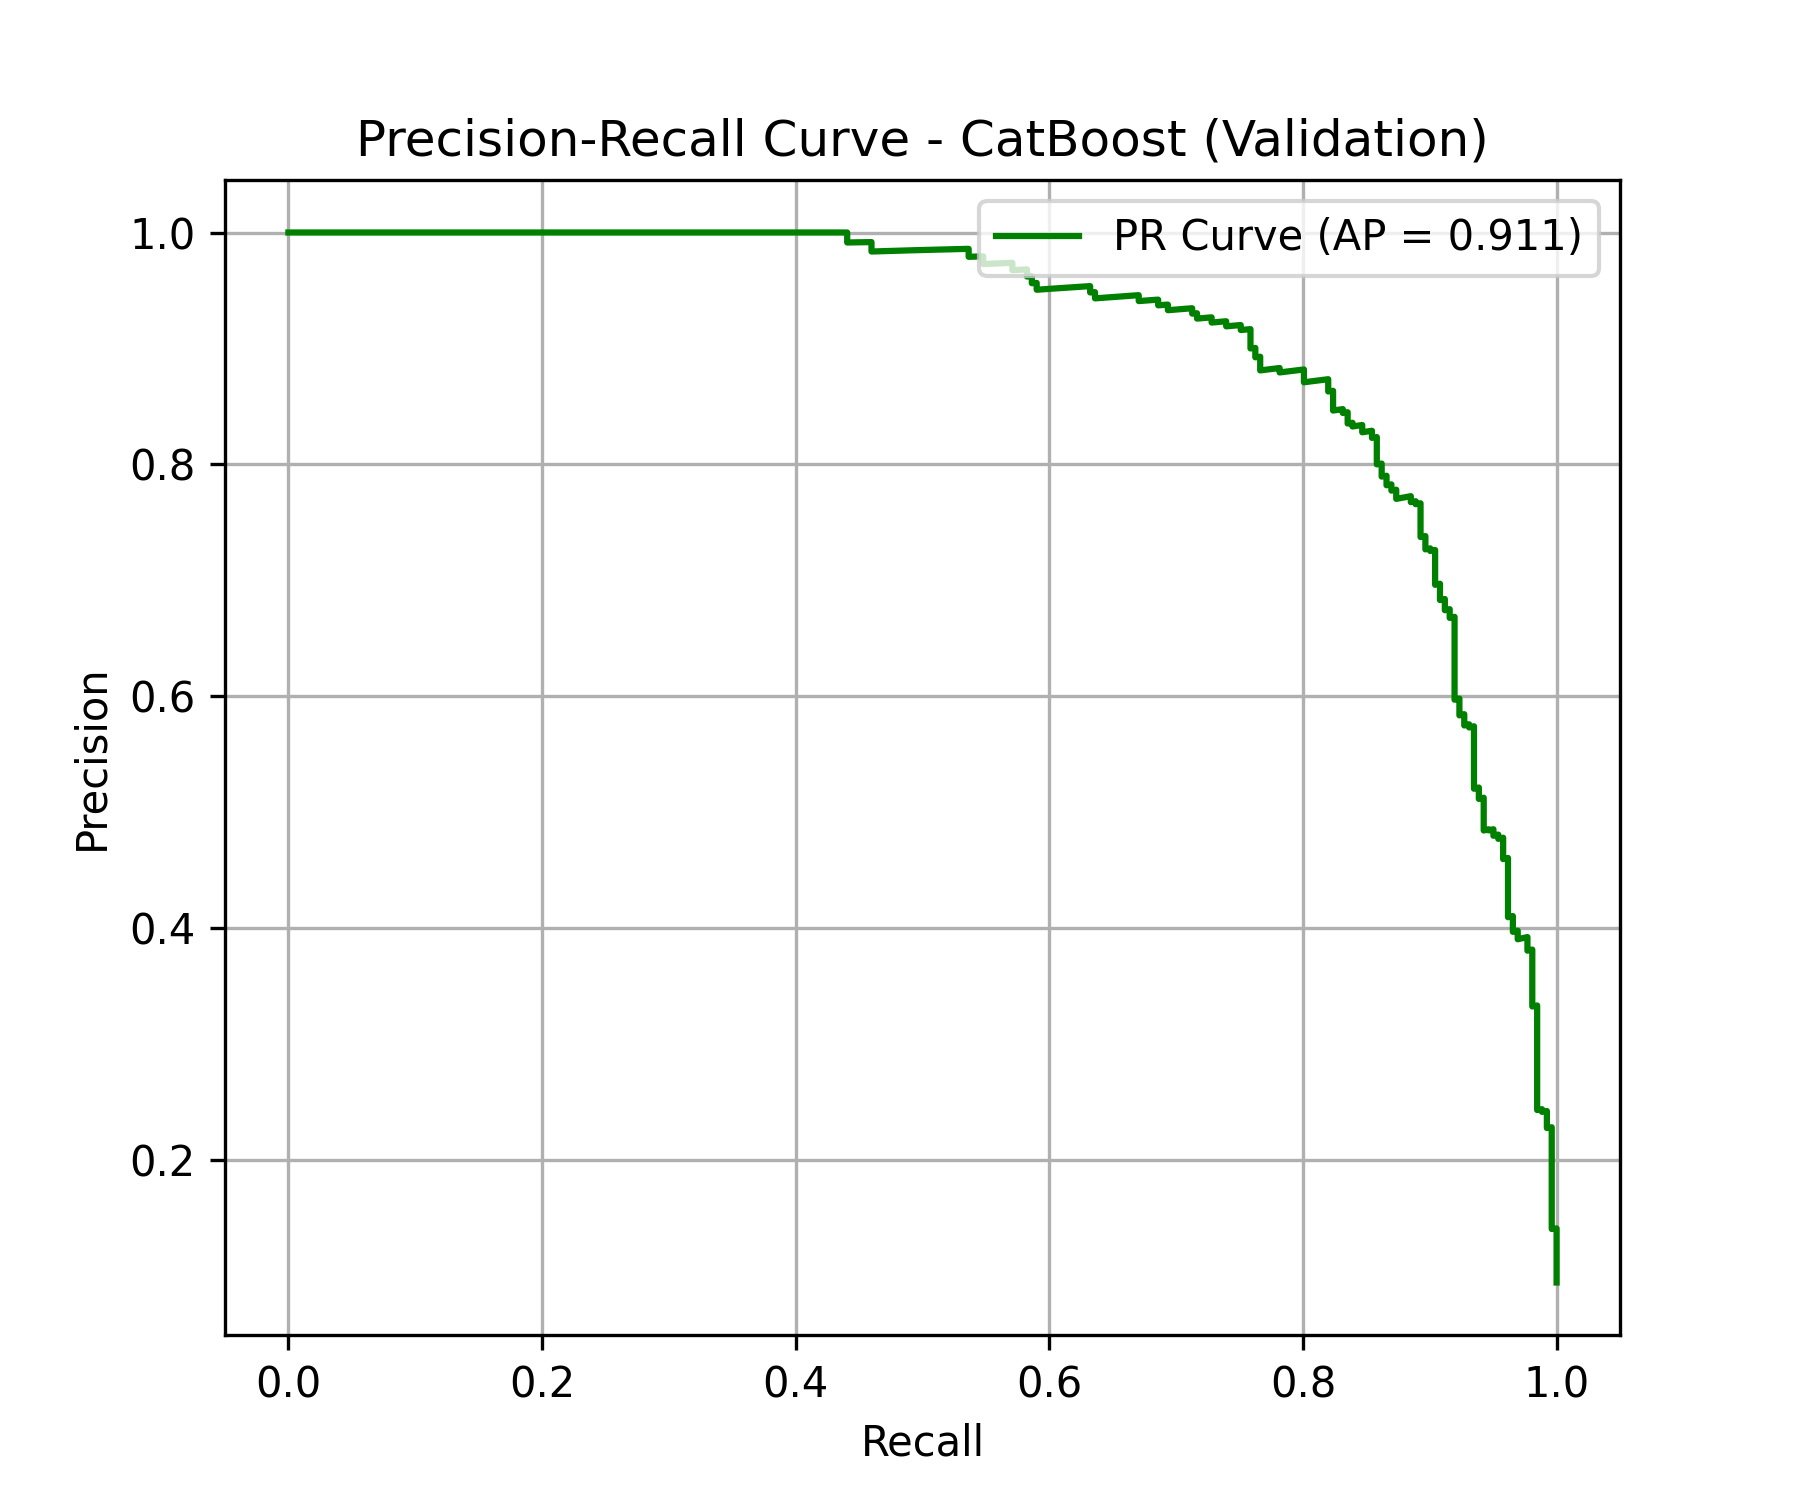 Precision-Recall Curve - CatBoost (Validation)
PR Curve (AP = 0.911)
1.0
0.8
0.6
0.4
0.2
Precision
0.0 0.2 0.4 0.6 0.8 1.0
Recall